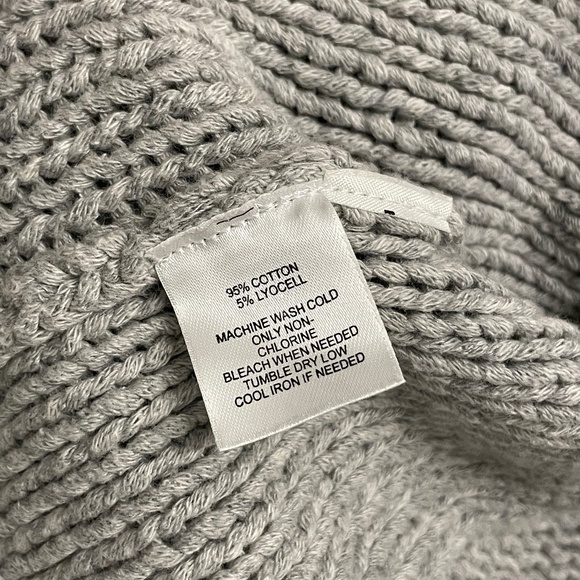 95% COTTON
5% LYOCELL
MACHINE WASH COLD
ONLY NON-
CHLORINE
BLEACH WHEN NEEDED
TUMBLE DRY LOW
COOL IRON IF NEEDED